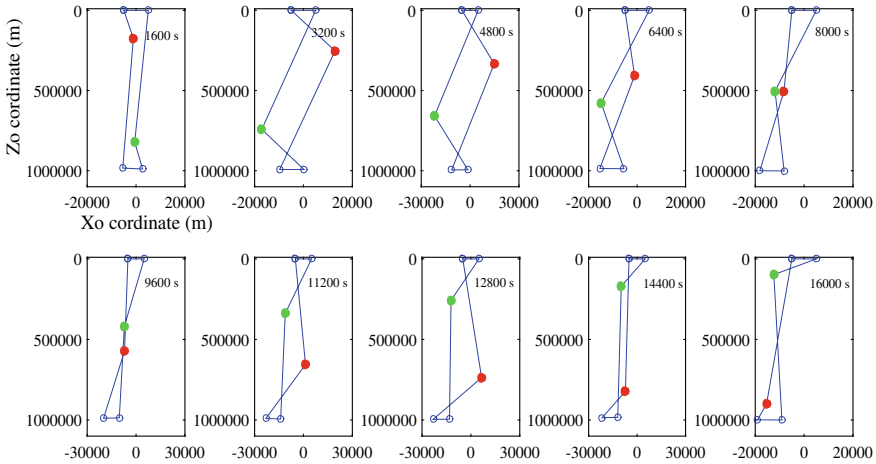 0 1600 s 0 3200 s 0 4800 s 0 6400 s 0 8000 s
Zo cordinate (m)
500000 500000 500000 500000 500000
1000000 1000000 1000000 1000000 1000000
-20000 0 20000 -20000 0 20000 -30000 0 30000 -20000 0 20000 -20000 0 20000
Xo cordinate (m)
0 9600 s 0 11200 s 0 12800 s 0 14400 s 0 16000 s
500000 500000 500000 500000 500000
1000000 1000000 1000000 1000000 1000000
-30000 0 30000 -30000 0 30000 -30000 0 30000 -30000 0 30000 -20000 0 20000